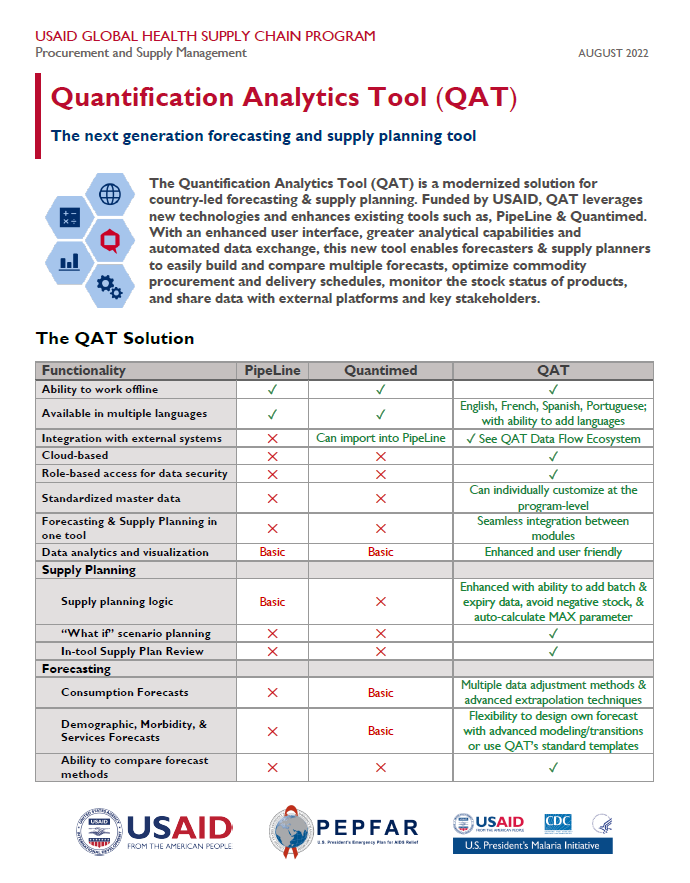 USAID GLOBAL HEALTH SUPPLY CHAIN PROGRAM
Procurement and Supply Management
AUGUST 2022
Quantification Analytics Tool (QAT)
The next generation forecasting and supply planning tool
The Quantification Analytics Tool (QAT) is a modernized solution for
country-led forecasting & supply planning. Funded by USAID, QAT leverages
new technologies and enhances existing tools such as, PipeLine & Quantimed.
With an enhanced user interface, greater analytical capabilities and
automated data exchange, this new tool enables forecasters & supply planners
to easily build and compare multiple forecasts, optimize commodity
procurement and delivery schedules, monitor the stock status of products,
and share data with external platforms and key stakeholders.
The QAT Solution
Functionality PipeLine Quantimed QAT
Ability to work offline ✓ ✓ ✓
Available in multiple languages ✓ ✓ English, French, Spanish, Portuguese;
with ability to add languages
Integration with external systems ✕ Can import into PipeLine ✓ See QAT Data Flow Ecosystem
Cloud-based ✕ ✕ ✓
Role-based access for data security ✕ ✕ ✓
Standardized master data ✕ ✕ Can individually customize at the
program-level
Forecasting & Supply Planning in
one tool ✕ ✕ Seamless integration between
modules
Data analytics and visualization Basic Basic Enhanced and user friendly
Supply Planning
Supply planning logic Basic ✕ Enhanced with ability to add batch &
expiry data, avoid negative stock, &
auto-calculate MAX parameter
“What if” scenario planning ✕ ✕ ✓
In-tool Supply Plan Review ✕ ✕ ✓
Forecasting
Consumption Forecasts ✕ Basic Multiple data adjustment methods &
advanced extrapolation techniques
Demographic, Morbidity, &
Services Forecasts ✕ Basic Flexibility to design own forecast
with advanced modeling/transitions
or use QAT’s standard templates
Ability to compare forecast
methods ✕ ✕ ✓
USAID
FROM THE AMERICAN PEOPLE
PEPFAR
U.S. President's Emergency Plan for AIDS Relief
USAID
FROM THE AMERICAN PEOPLE
CDC
U.S. President's Malaria Initiative